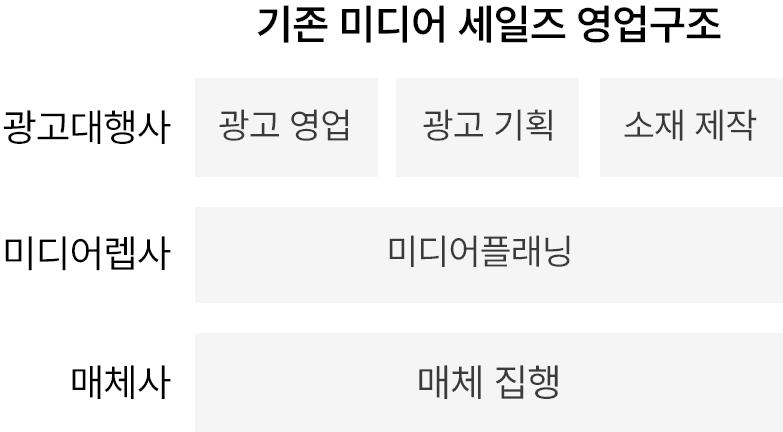 기존 미디어 세일즈 영업구조
광고대행사 광고 영업 광고 기획 소재 제작
미디어렙사 미디어플래닝
매체사 매체 집행